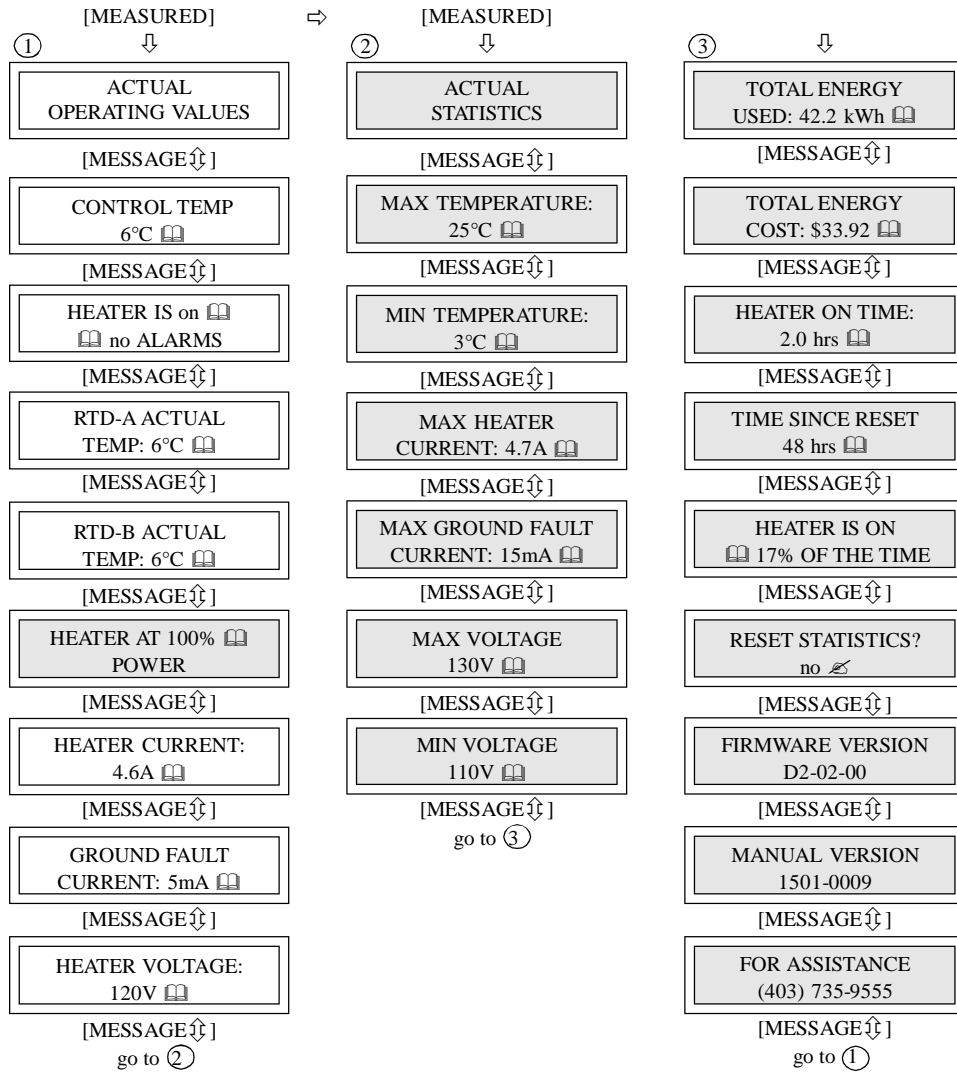 [MEASURED] ⇨ [MEASURED]
① ⇩
ACTUAL
OPERATING VALUES
[MESSAGE⇳]
CONTROL TEMP
6°C 🕮
[MESSAGE⇳]
HEATER IS on 🕮
🕮 no ALARMS
[MESSAGE⇳]
RTD-A ACTUAL
TEMP: 6°C 🕮
[MESSAGE⇳]
RTD-B ACTUAL
TEMP: 6°C 🕮
[MESSAGE⇳]
HEATER AT 100% 🕮
POWER
[MESSAGE⇳]
HEATER CURRENT:
4.6A 🕮
[MESSAGE⇳]
GROUND FAULT
CURRENT: 5mA 🕮
[MESSAGE⇳]
HEATER VOLTAGE:
120V 🕮
[MESSAGE⇳]
go to ②
② ⇩
ACTUAL
STATISTICS
[MESSAGE⇳]
MAX TEMPERATURE:
25°C 🕮
[MESSAGE⇳]
MIN TEMPERATURE:
3°C 🕮
[MESSAGE⇳]
MAX HEATER
CURRENT: 4.7A 🕮
[MESSAGE⇳]
MAX GROUND FAULT
CURRENT: 15mA 🕮
[MESSAGE⇳]
MAX VOLTAGE
130V 🕮
[MESSAGE⇳]
MIN VOLTAGE
110V 🕮
[MESSAGE⇳]
go to ③
③ ⇩
TOTAL ENERGY
USED: 42.2 kWh 🕮
[MESSAGE⇳]
TOTAL ENERGY
COST: $33.92 🕮
[MESSAGE⇳]
HEATER ON TIME:
2.0 hrs 🕮
[MESSAGE⇳]
TIME SINCE RESET
48 hrs 🕮
[MESSAGE⇳]
HEATER IS ON
🕮 17% OF THE TIME
[MESSAGE⇳]
RESET STATISTICS?
no ✍
[MESSAGE⇳]
FIRMWARE VERSION
D2-02-00
[MESSAGE⇳]
MANUAL VERSION
1501-0009
[MESSAGE⇳]
FOR ASSISTANCE
(403) 735-9555
[MESSAGE⇳]
go to ①